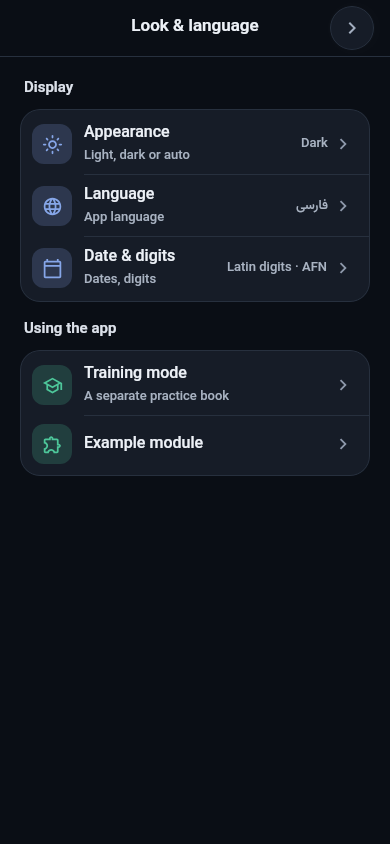 Look & language
Display
Appearance
Light, dark or auto
Dark
Language
App language
فارسی
Date & digits
Dates, digits
Latin digits · AFN
Using the app
Training mode
A separate practice book
Example module